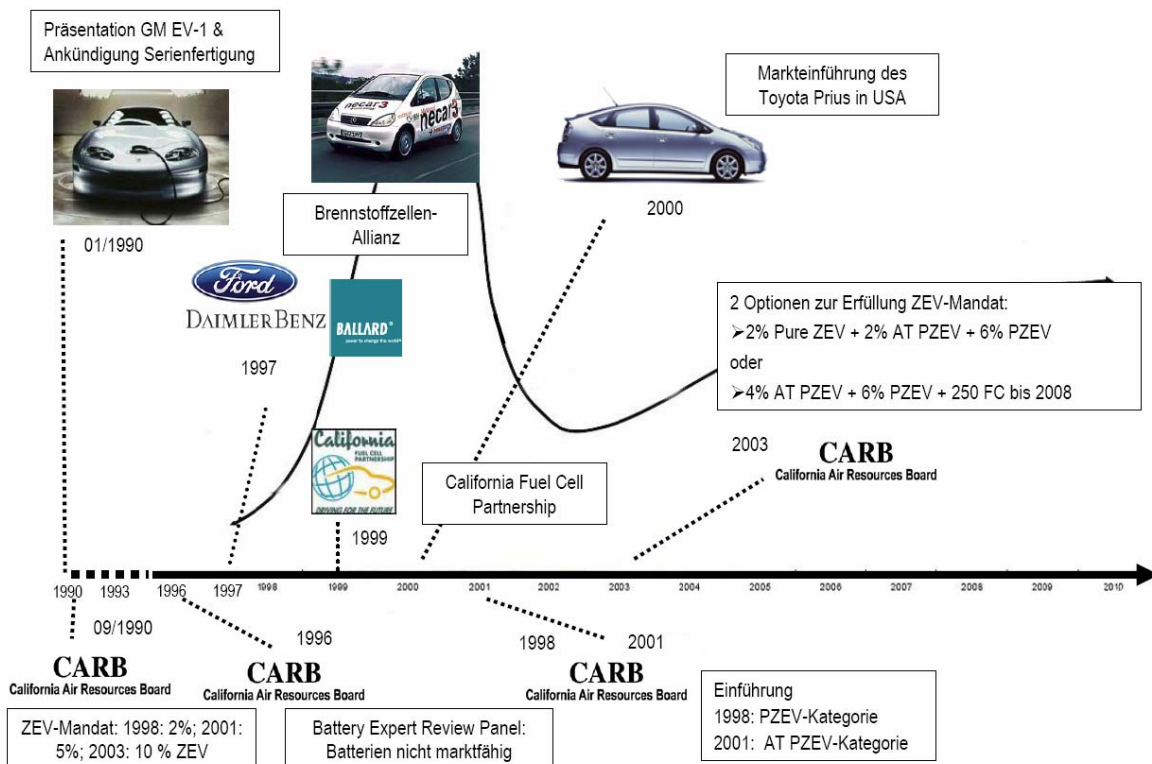 Präsentation GM EV-1 &
Ankündigung Serienfertigung
01/1990
necar3
Markteinführung des
Toyota Prius in USA
2000
Brennstoffzellen-
Allianz
Ford
DAIMLERBENZ
BALLARD®
power to change the world®
1997
2 Optionen zur Erfüllung ZEV-Mandat:
➢2% Pure ZEV + 2% AT PZEV + 6% PZEV
oder
➢4% AT PZEV + 6% PZEV + 250 FC bis 2008
2003
CARB
California Air Resources Board
California
FUEL CELL
PARTNERSHIP
DRIVING FOR THE FUTURE
1999
California Fuel Cell
Partnership
1990 1993 1996 1997 1998 1999 2000 2001 2002 2003 2004 2005 2006 2007 2008 2009 2010
09/1990
CARB
California Air Resources Board
ZEV-Mandat: 1998: 2%; 2001:
5%; 2003: 10 % ZEV
1996
CARB
California Air Resources Board
Battery Expert Review Panel:
Batterien nicht marktfähig
1998 2001
CARB
California Air Resources Board
Einführung
1998: PZEV-Kategorie
2001: AT PZEV-Kategorie